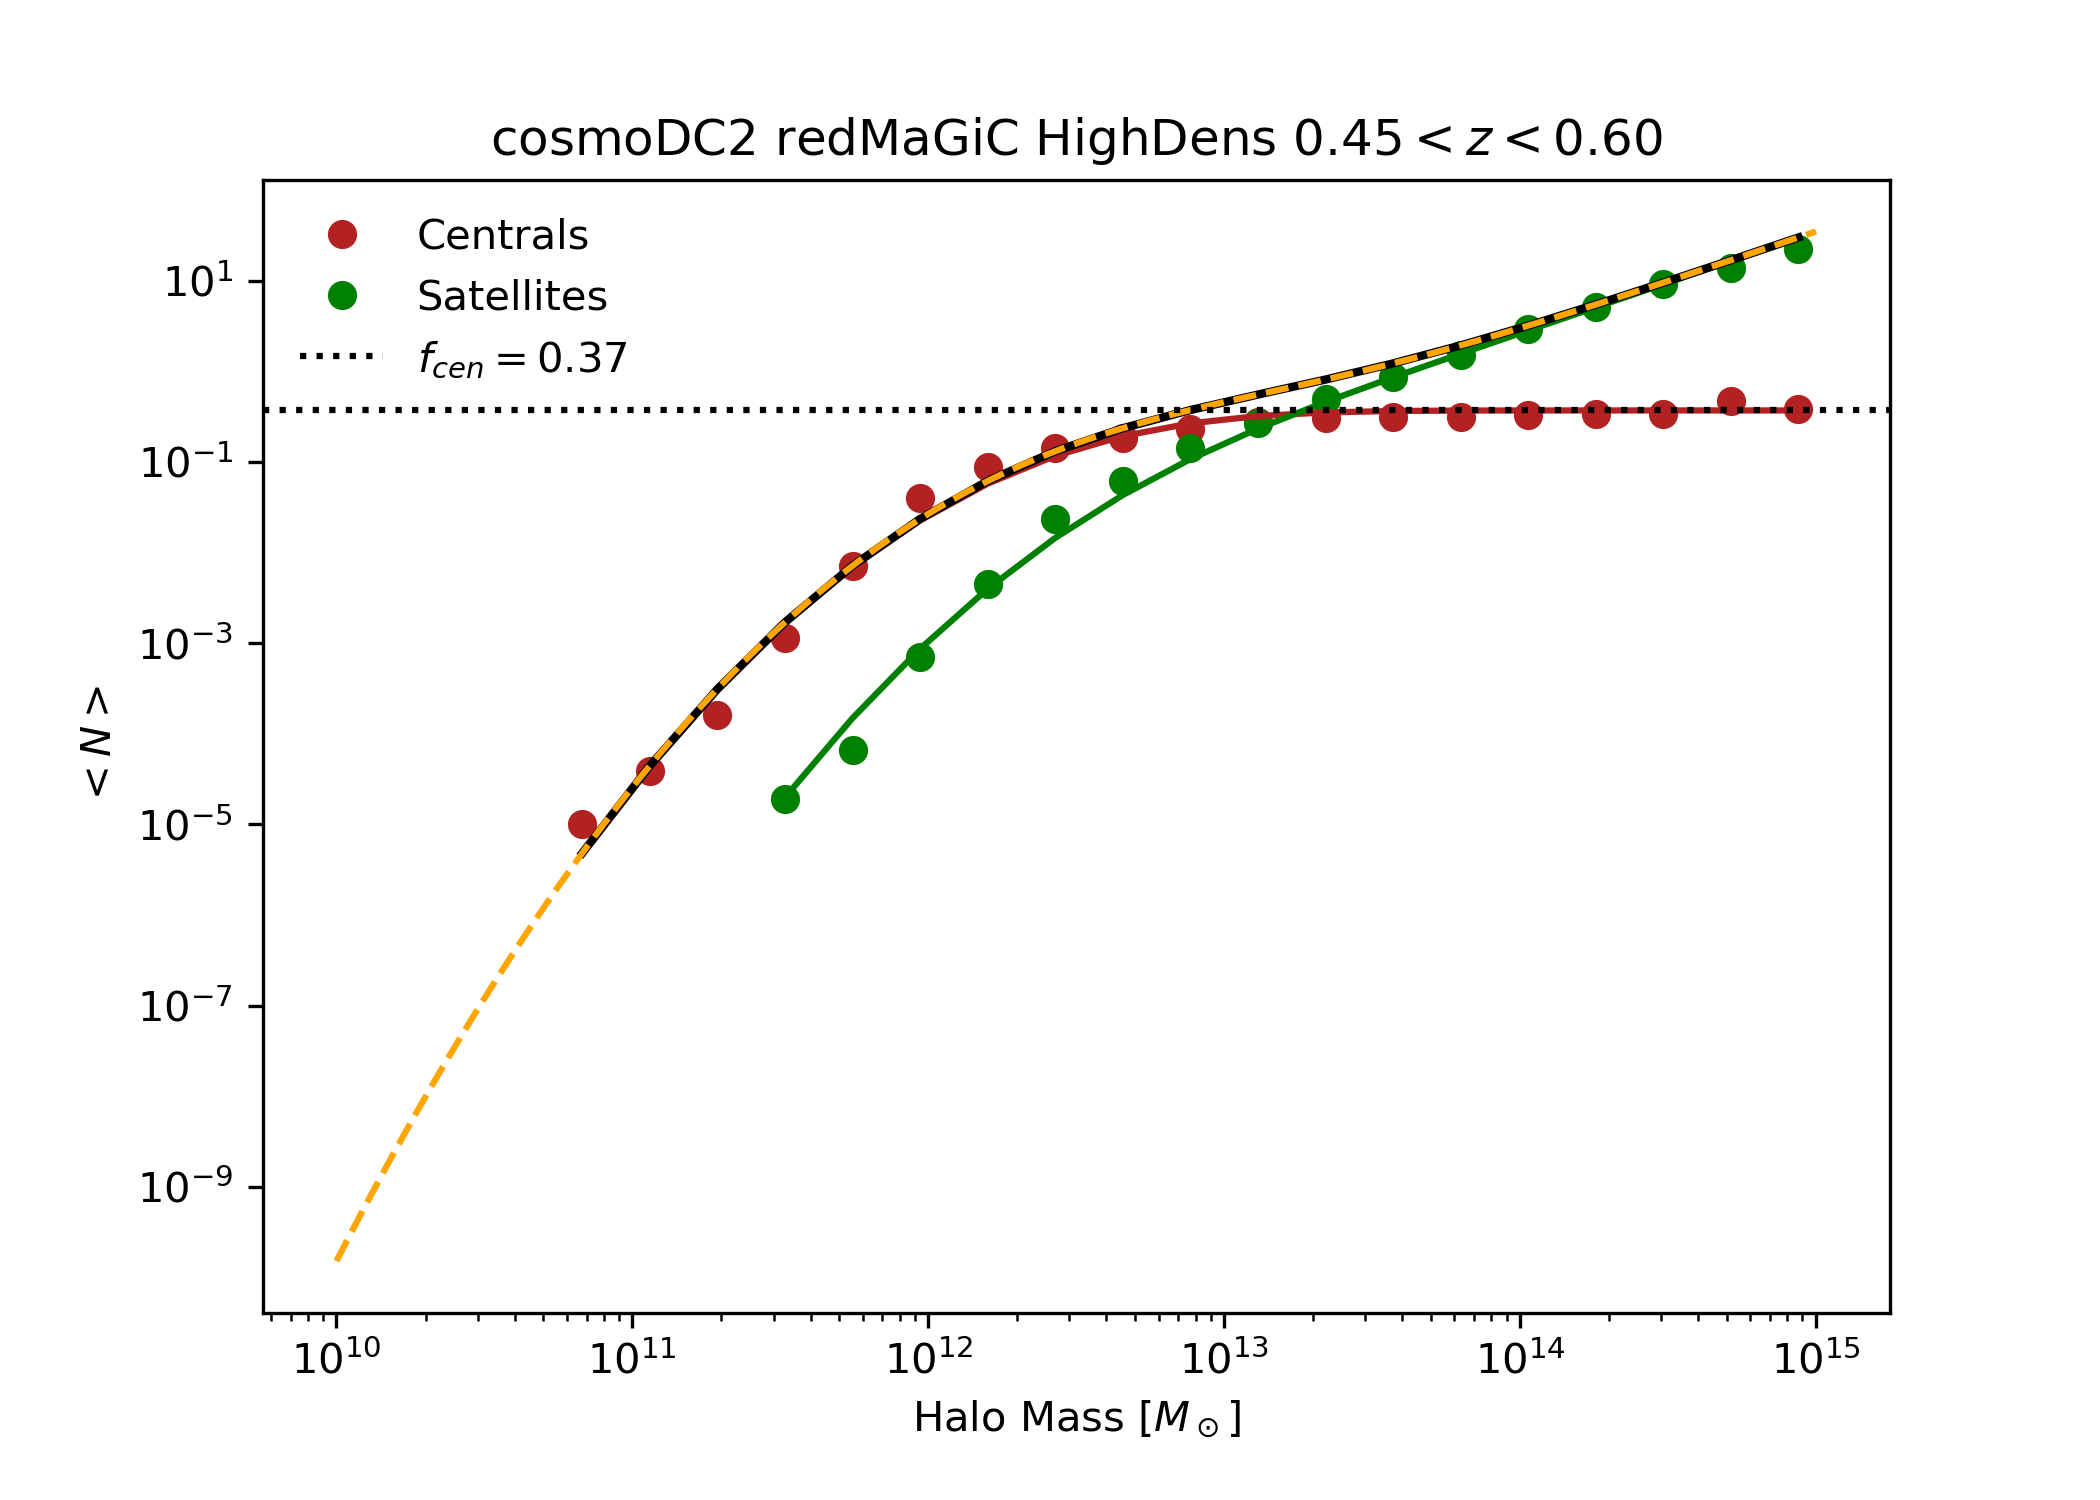 cosmoDC2 redMaGiC HighDens 0.45 < z < 0.60
Centrals
Satellites
f_{cen} = 0.37
10^1
10^{-1}
10^{-3}
10^{-5}
10^{-7}
10^{-9}
< N >
10^{10} 10^{11} 10^{12} 10^{13} 10^{14} 10^{15}
Halo Mass [M_⊙]